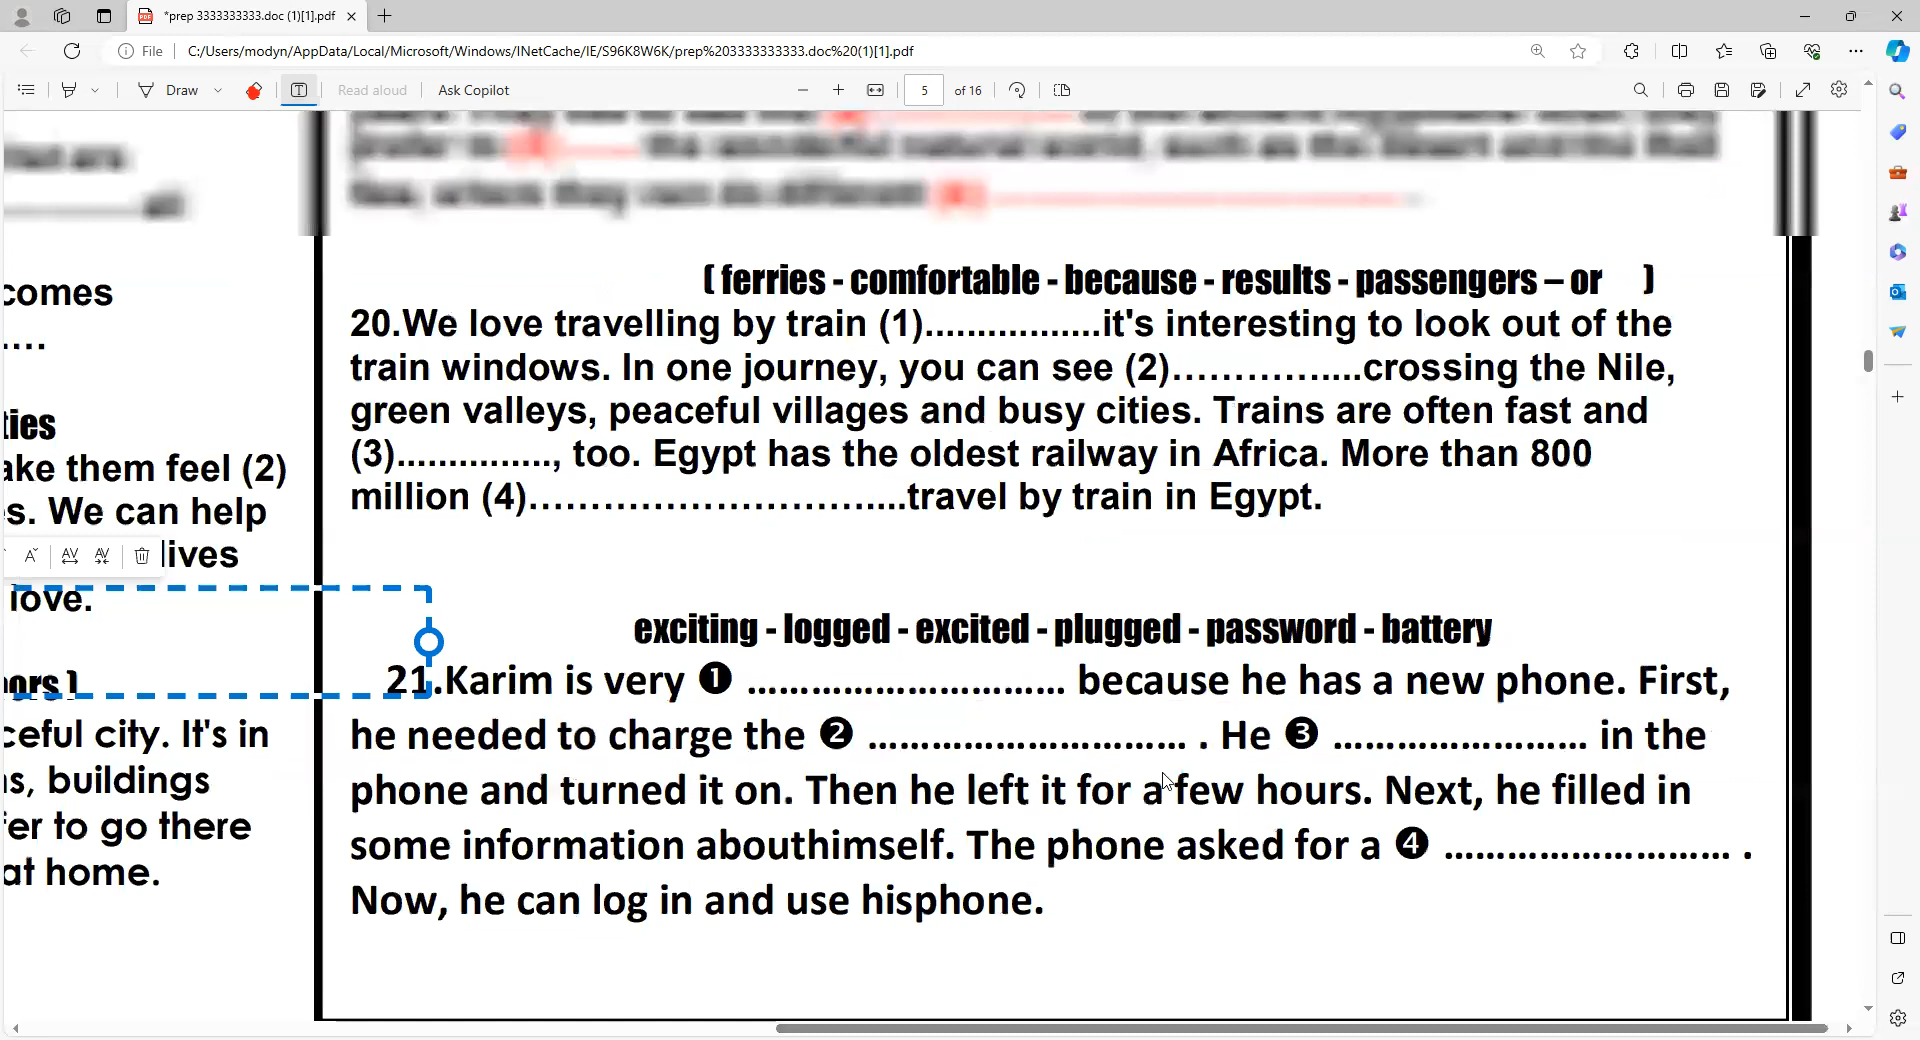 *prep 3333333333.doc (1)[1].pdf
File
C:/Users/modyn/AppData/Local/Microsoft/Windows/INetCache/IE/S96K8W6K/prep%203333333333.doc%20(1)[1].pdf
Draw
Read aloud
Ask Copilot
5 of 16
( ferries - comfortable - because - results - passengers – or )
20.We love travelling by train (1).................it's interesting to look out of the
train windows. In one journey, you can see (2)…………….....crossing the Nile,
green valleys, peaceful villages and busy cities. Trains are often fast and
(3)..............., too. Egypt has the oldest railway in Africa. More than 800
million (4)…………………………......travel by train in Egypt.
exciting - logged - excited - plugged - password - battery
21.Karim is very ❶ ………………………… because he has a new phone. First,
he needed to charge the ❷ ………………………… . He ❸ …………………… in the
phone and turned it on. Then he left it for a few hours. Next, he filled in
some information abouthimself. The phone asked for a ❹ ……………………… .
Now, he can log in and use hisphone.
comes
....
ties
ake them feel (2)
s. We can help
lives
love.
ors )
ceful city. It's in
s, buildings
fer to go there
at home.